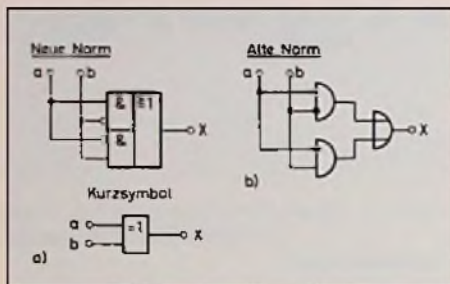 Neue Norm
a b
& ≧1
&
X
Kurzsymbol
a
b
=1
X
a)
Alte Norm
a b
X
b)